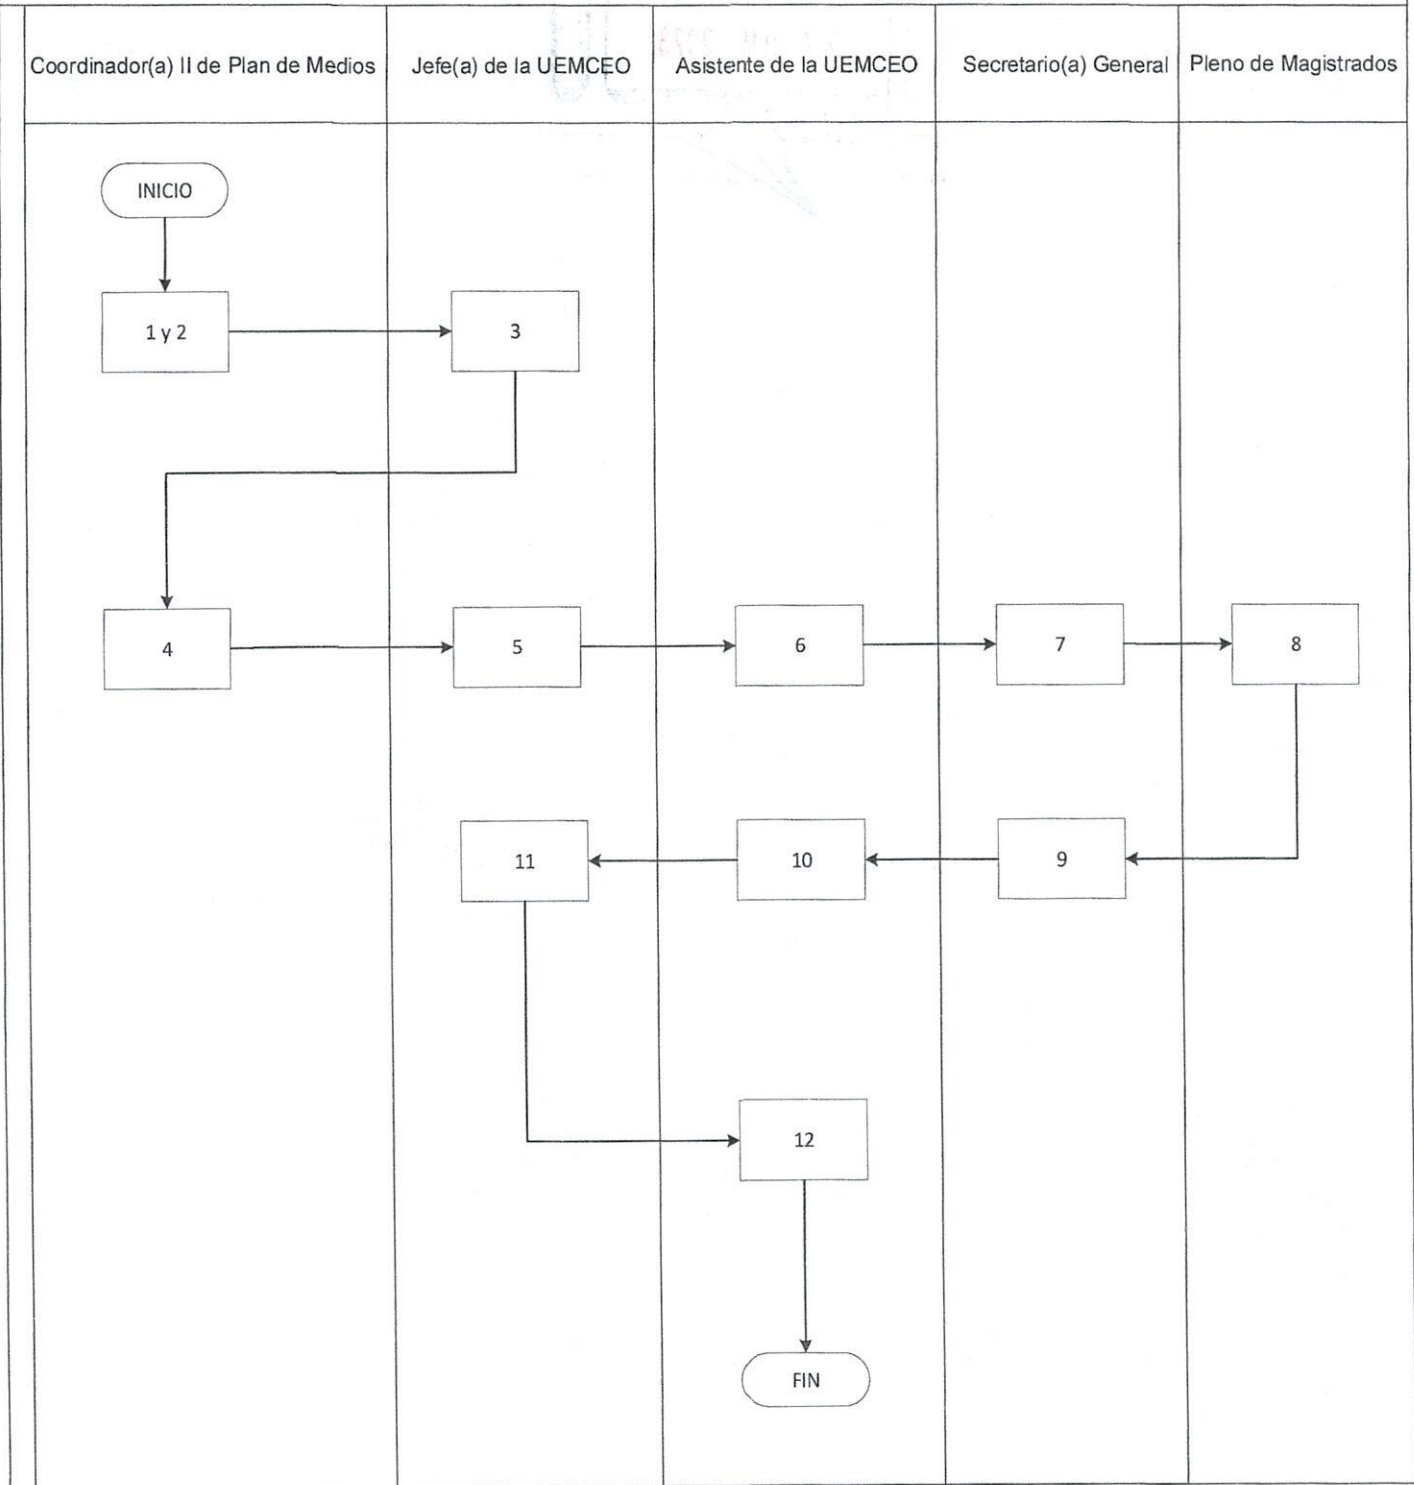 Coordinador(a) II de Plan de Medios
Jefe(a) de la UEMCEO
Asistente de la UEMCEO
Secretario(a) General
Pleno de Magistrados
INICIO
1 y 2
3
4
5
6
7
8
11
10
9
12
FIN